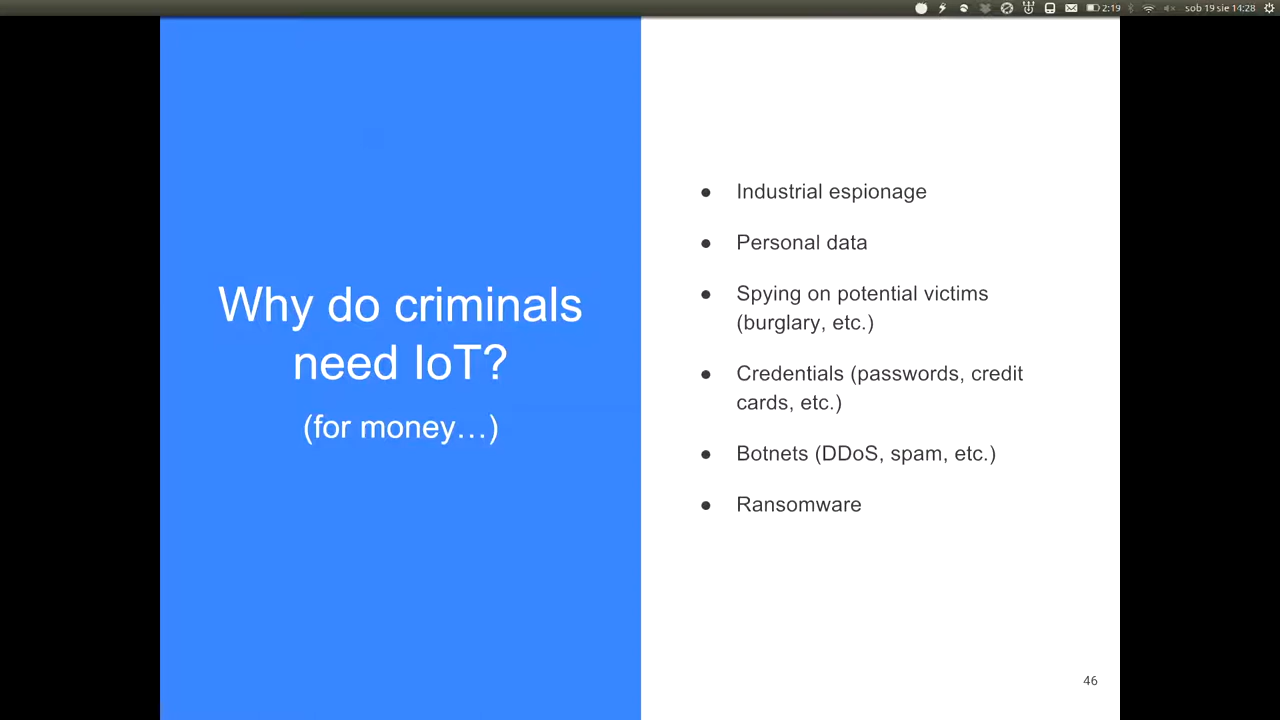 2:19
sob 19 sie 14:28
Why do criminals
need IoT?
(for money…)
● Industrial espionage
● Personal data
● Spying on potential victims
(burglary, etc.)
● Credentials (passwords, credit
cards, etc.)
● Botnets (DDoS, spam, etc.)
● Ransomware
46